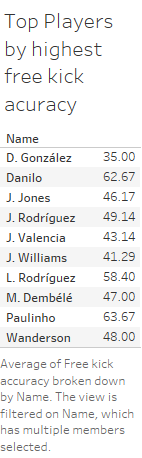 Top Players
by highest
free kick
acuracy
Name
D. González 35.00
Danilo 62.67
J. Jones 46.17
J. Rodríguez 49.14
J. Valencia 43.14
J. Williams 41.29
L. Rodríguez 58.40
M. Dembélé 47.00
Paulinho 63.67
Wanderson 48.00
Average of Free kick
accuracy broken down
by Name. The view is
filtered on Name, which
has multiple members
selected.